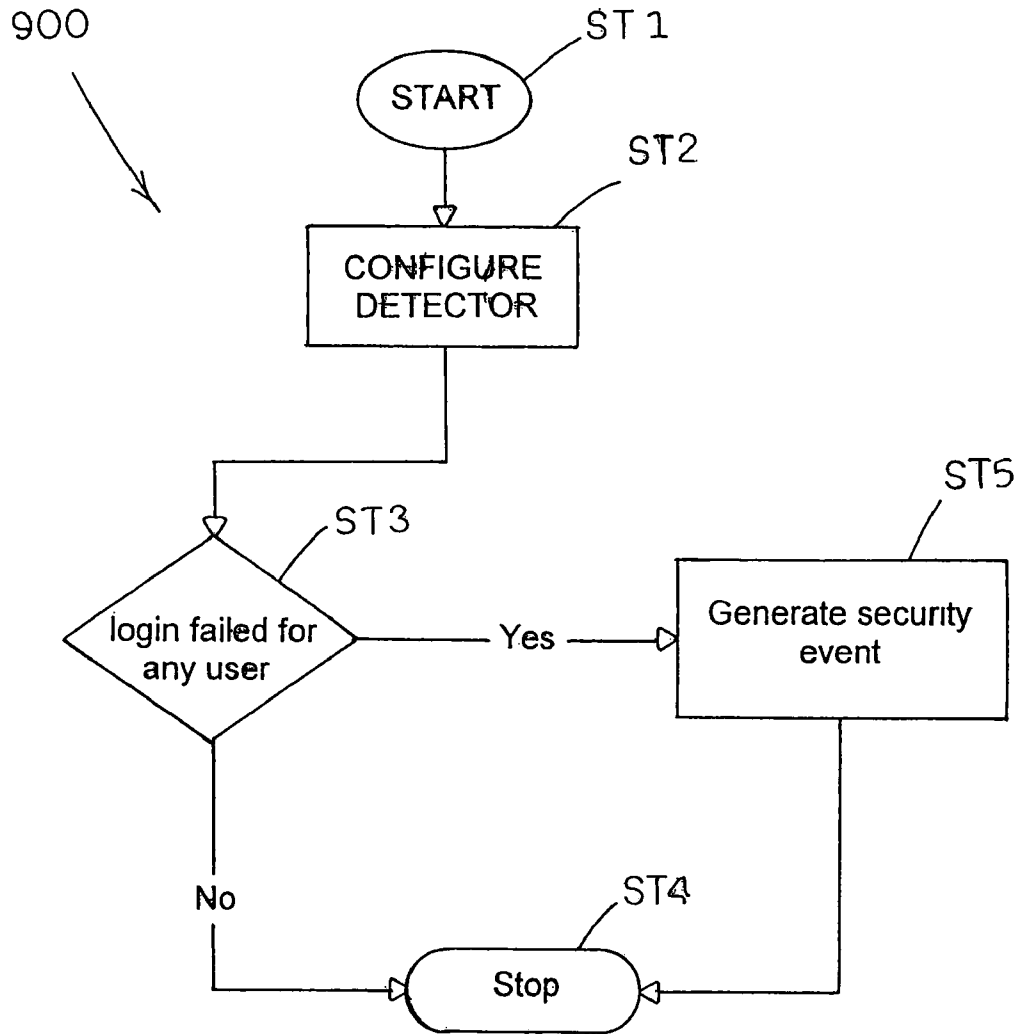 900
ST1
START
ST2
CONFIGURE
DETECTOR
ST3
login failed for
any user
Yes
ST5
Generate security
event
No
ST4
Stop